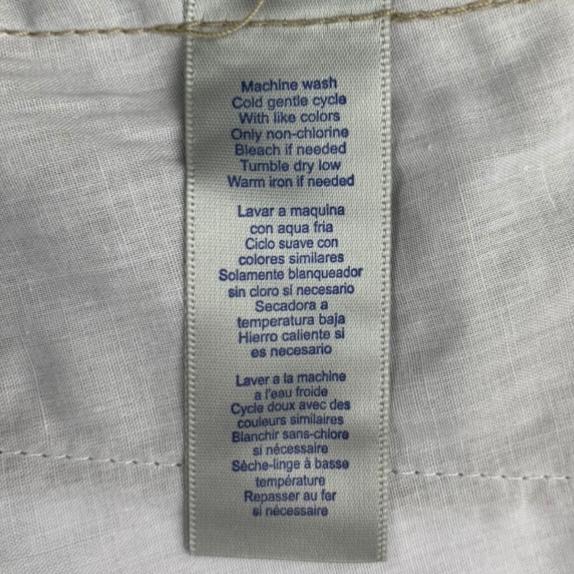 Machine wash
Cold gentle cycle
With like colors
Only non-chlorine
Bleach if needed
Tumble dry low
Warm iron if needed
Lavar a maquina
con aqua fria
Ciclo suave con
colores similares
Solamente blanqueador
sin cloro si necesario
Secadora a
temperatura baja
Hierro caliente si
es necesario
Laver a la machine
a l'eau froide
Cycle doux avec des
couleurs similaires
Blanchir sans-chlore
si nécessaire
Sèche-linge à basse
température
Repasser au fer
si nécessaire